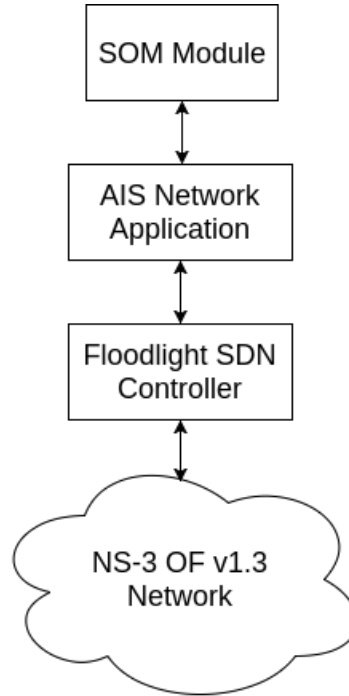 SOM Module
AIS Network
Application
Floodlight SDN
Controller
NS-3 OF v1.3
Network